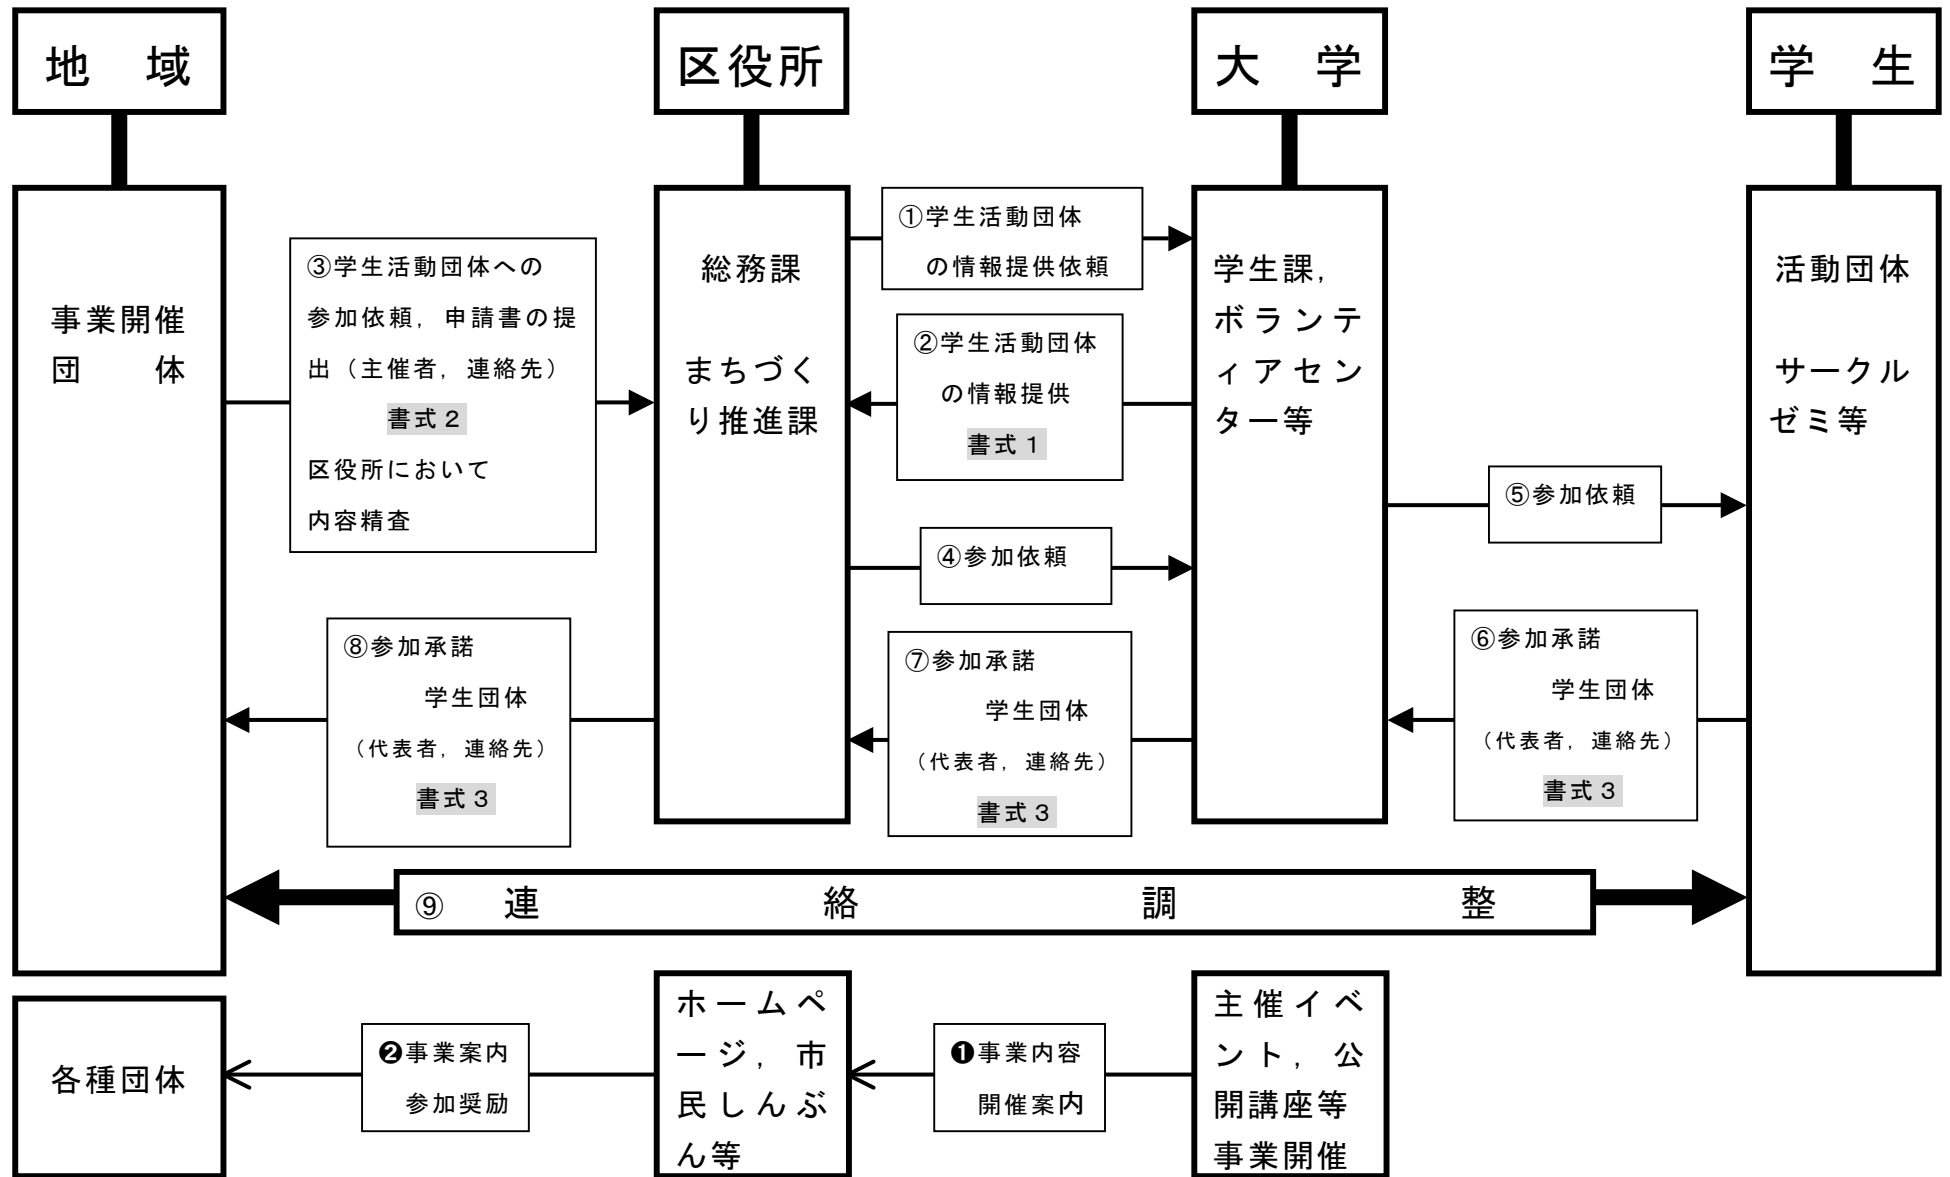 地　域
区役所
大　学
学　生
事業開催
団　　体
③学生活動団体への
参加依頼，申請書の提
出（主催者，連絡先）
書式２
区役所において
内容精査
総務課
まちづく
り推進課
①学生活動団体
の情報提供依頼
②学生活動団体
の情報提供
書式１
④参加依頼
学生課，
ボランテ
ィアセン
ター等
⑤参加依頼
活動団体
サークル
ゼミ等
⑧参加承諾
学生団体
（代表者，連絡先）
書式３
⑦参加承諾
学生団体
（代表者，連絡先）
書式３
⑥参加承諾
学生団体
（代表者，連絡先）
書式３
⑨　連　絡　調　整
各種団体
❷事業案内
参加奨励
ホームペ
ージ，市
民しんぶ
ん等
❶事業内容
開催案内
主催イベ
ント，公
開講座等
事業開催